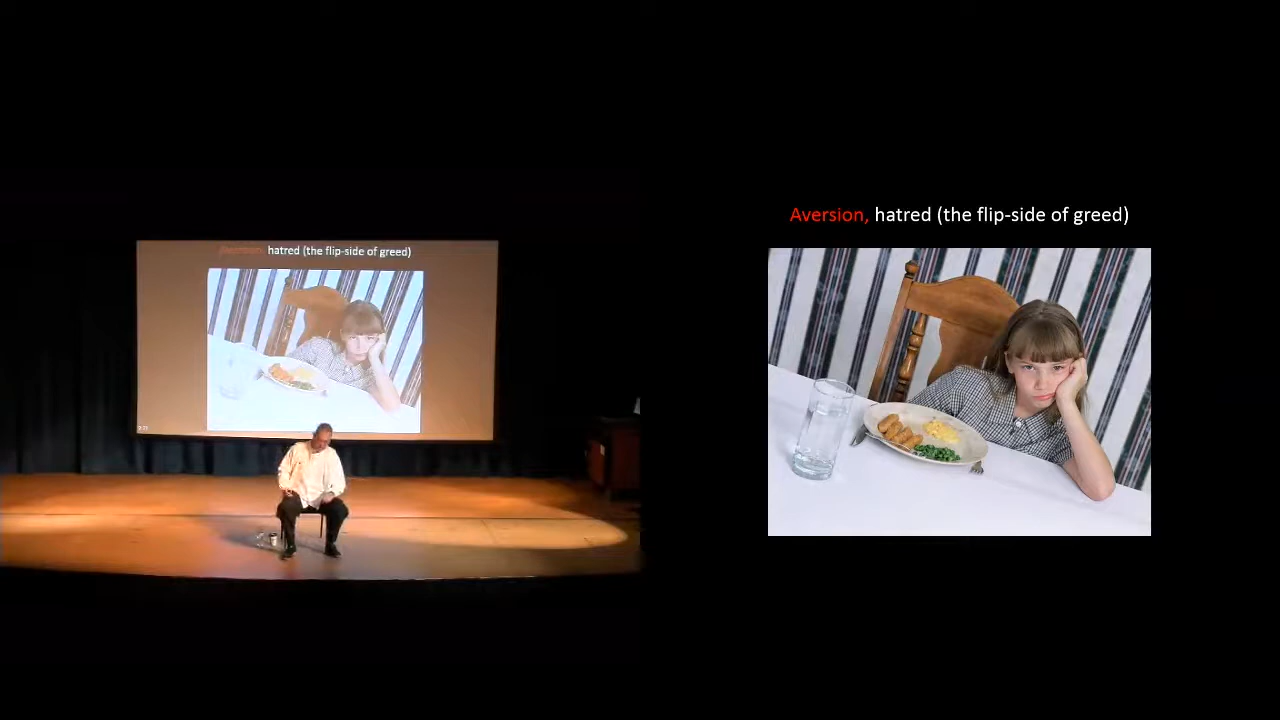 Aversion, hatred (the flip-side of greed)
hatred (the flip-side of greed)